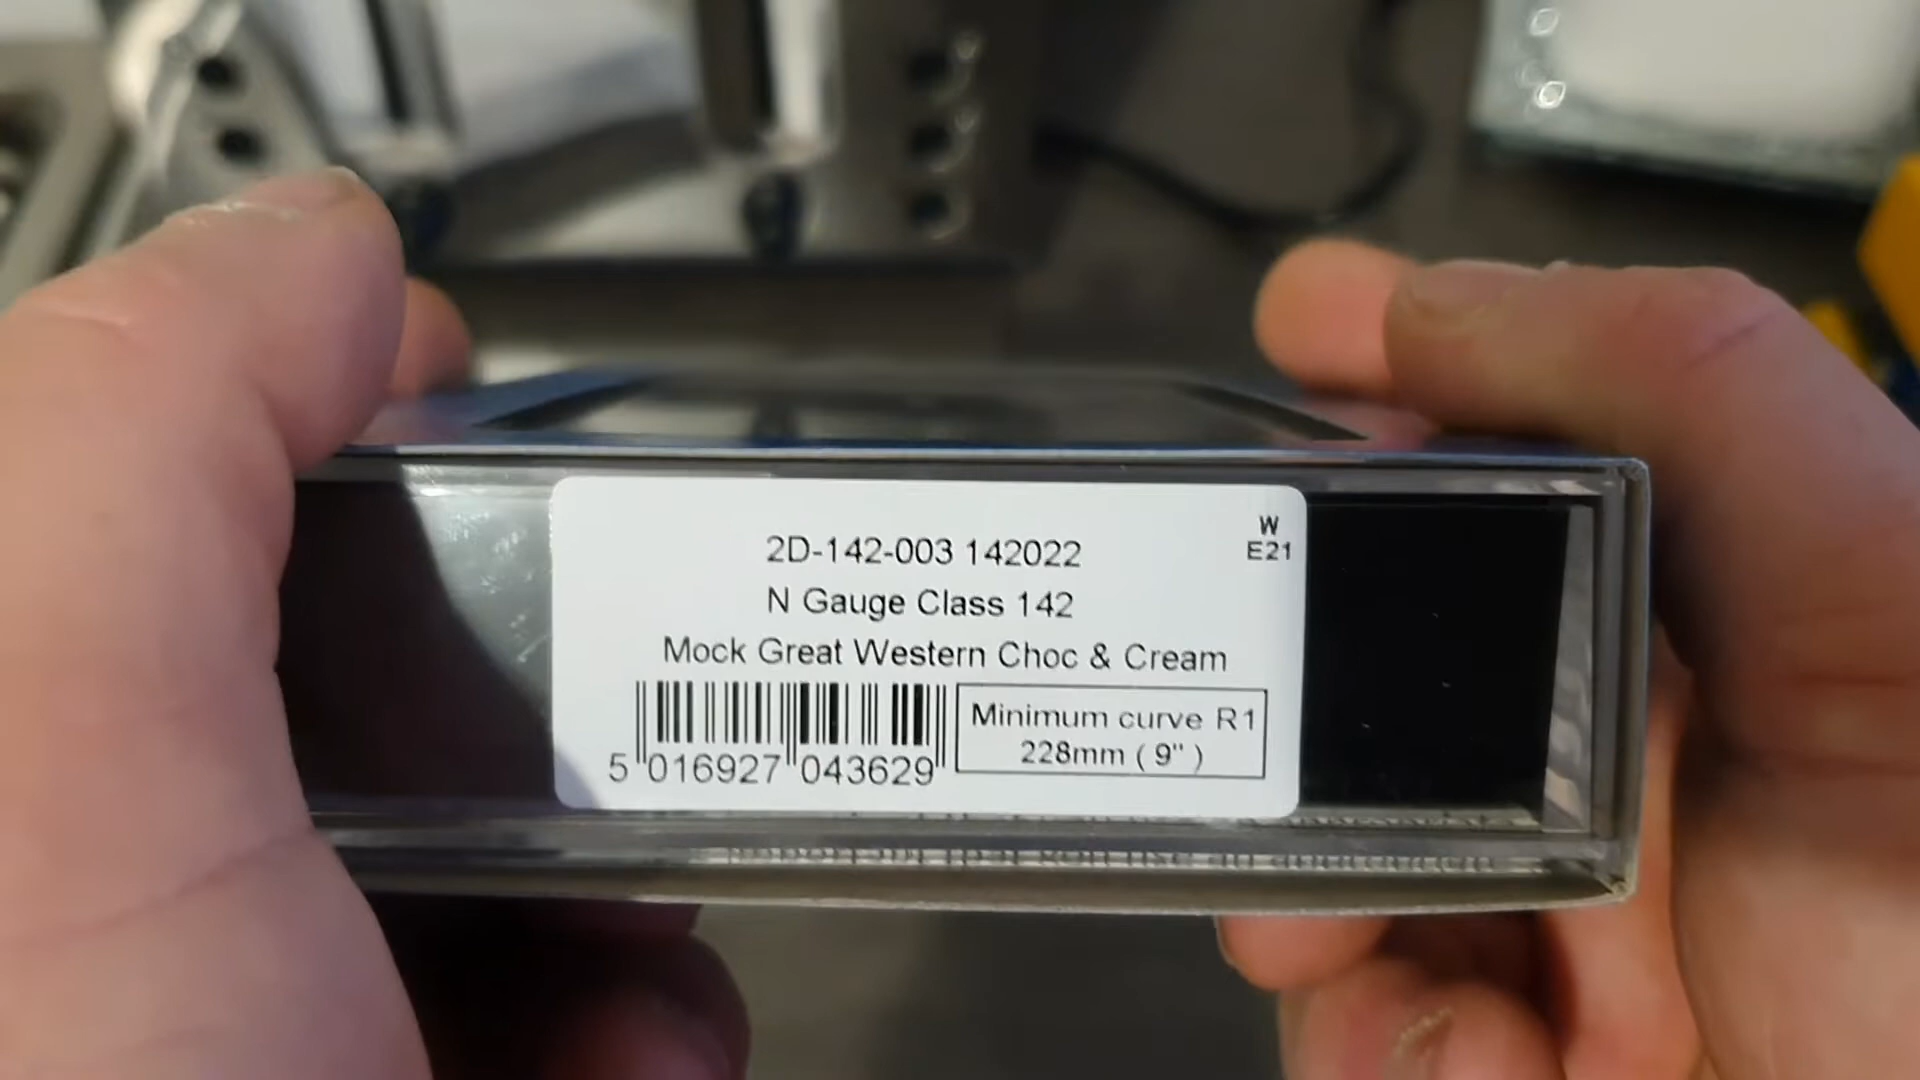 W
E21
2D-142-003 142022
N Gauge Class 142
Mock Great Western Choc & Cream
Minimum curve R1
228mm ( 9" )
5 016927 043629